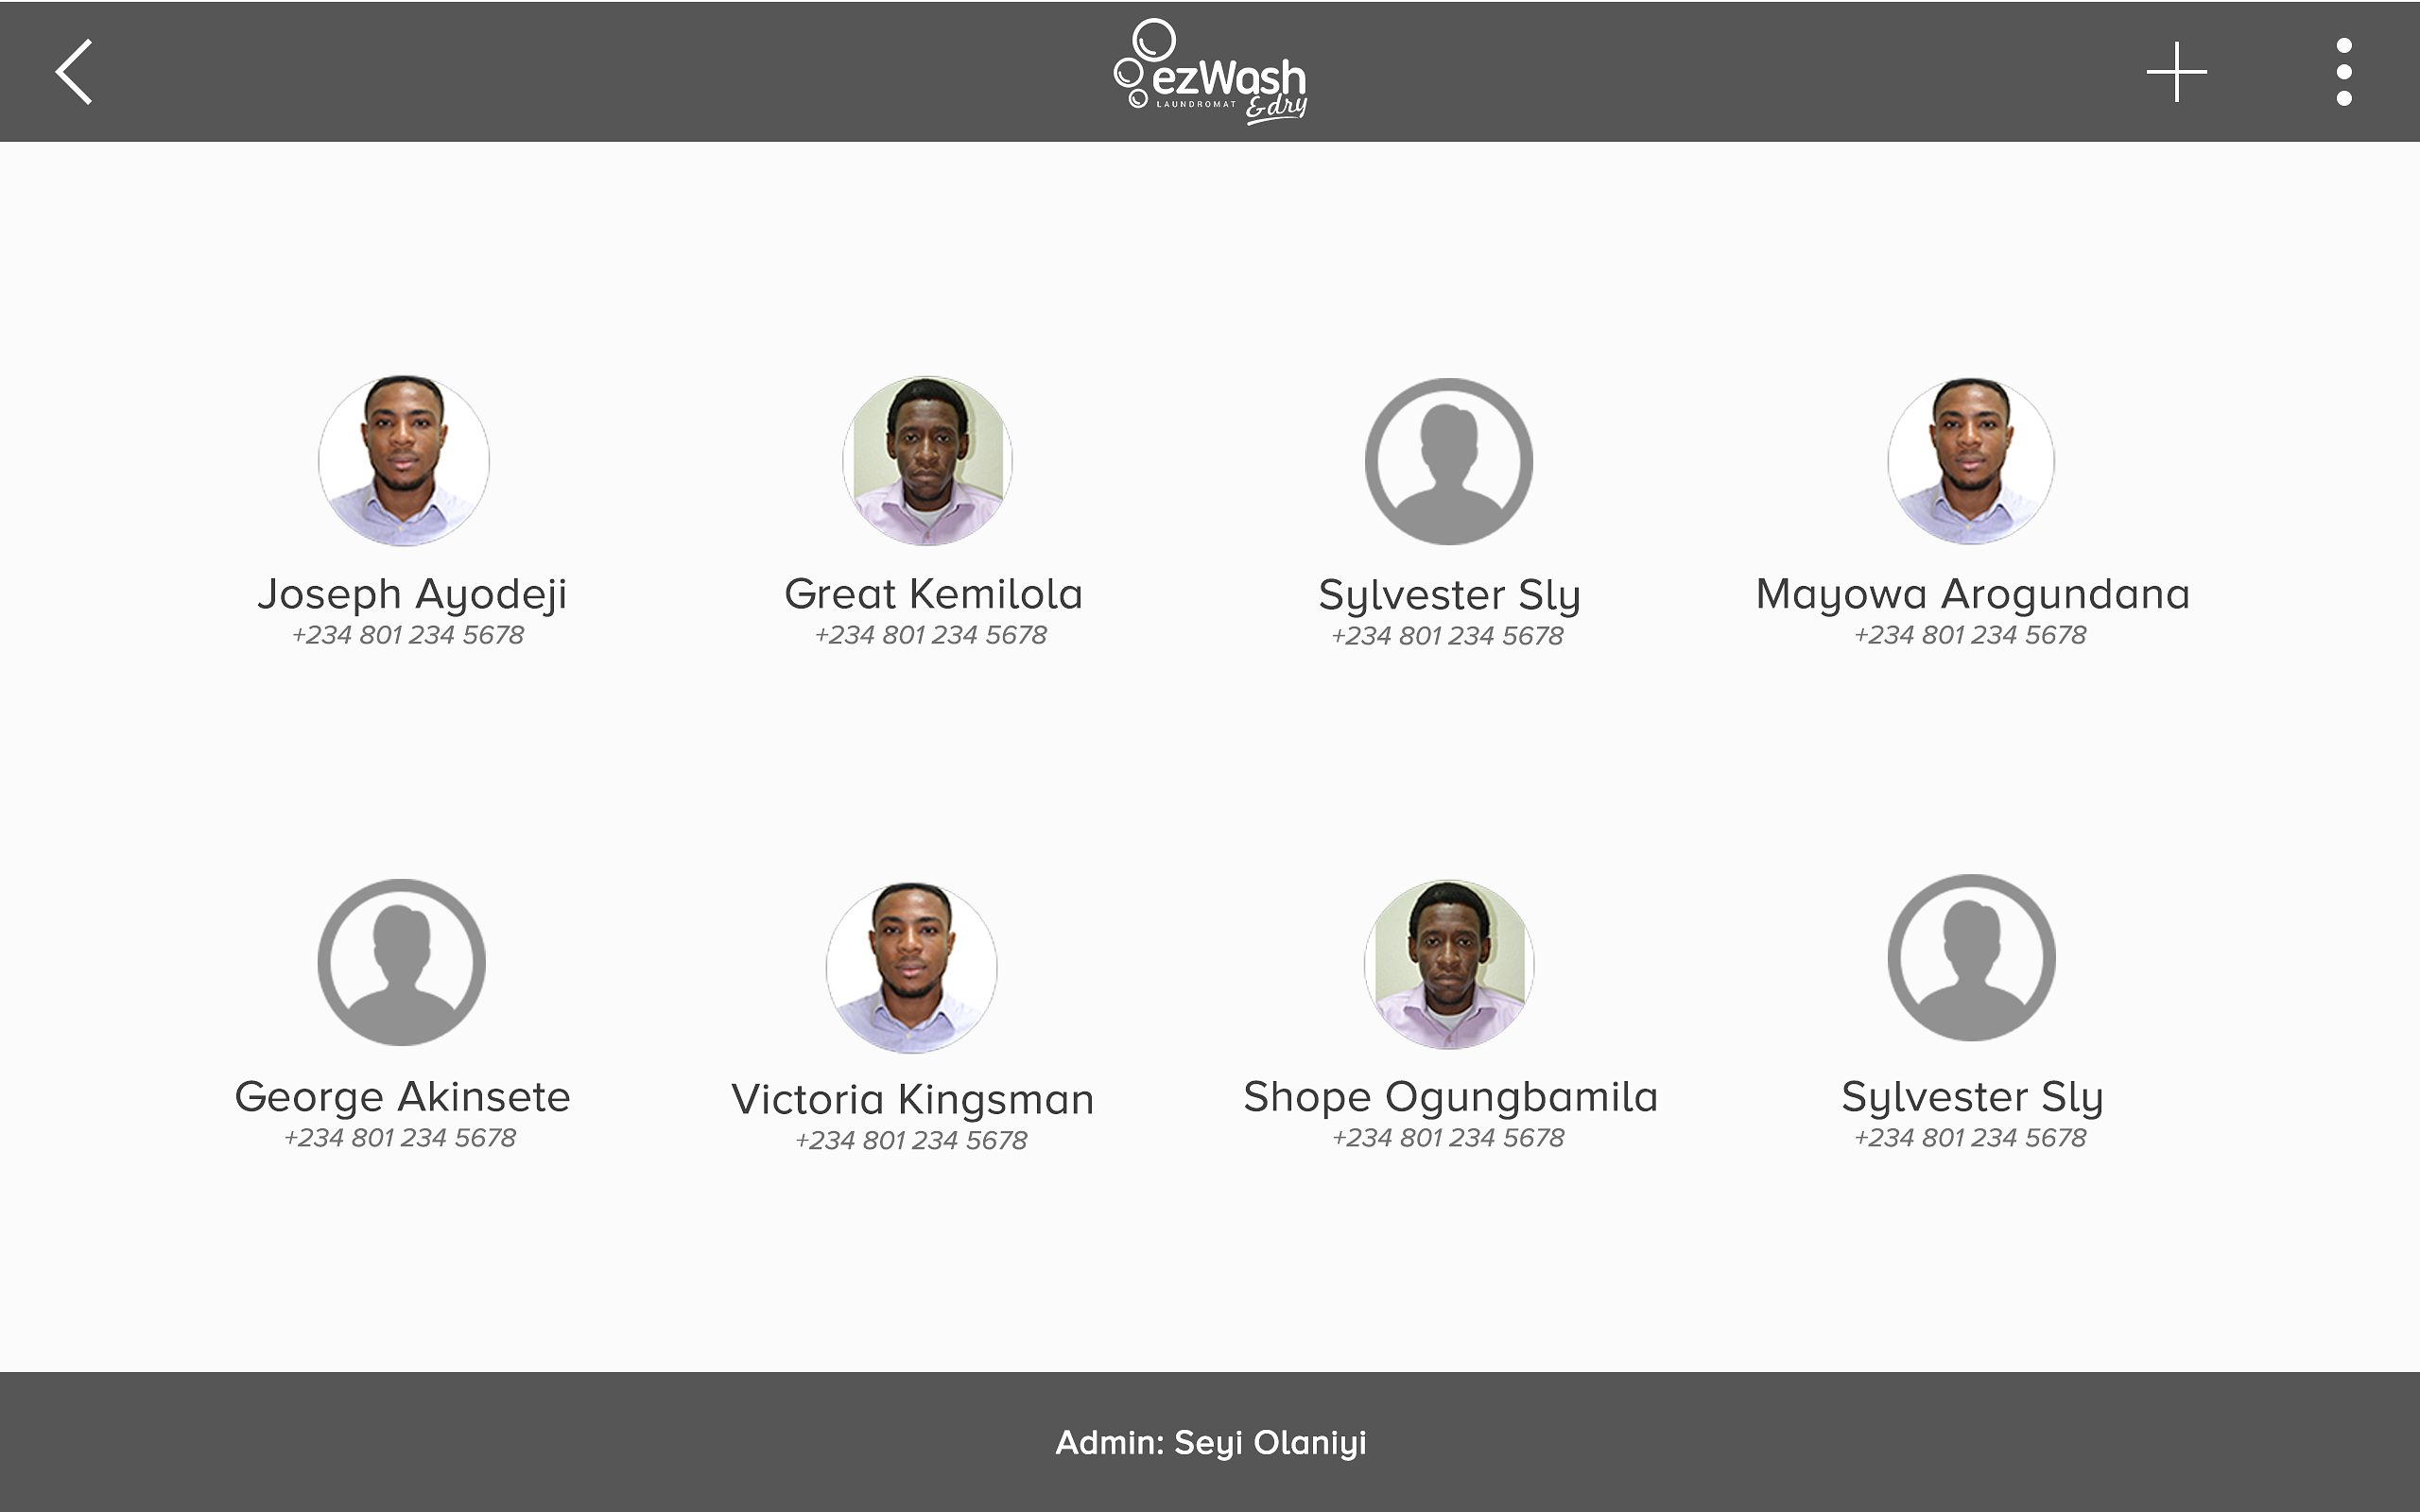 ezWash
LAUNDROMAT &dry
Joseph Ayodeji
+234 801 234 5678
Great Kemilola
+234 801 234 5678
Sylvester Sly
+234 801 234 5678
Mayowa Arogundana
+234 801 234 5678
George Akinsete
+234 801 234 5678
Victoria Kingsman
+234 801 234 5678
Shope Ogungbamila
+234 801 234 5678
Sylvester Sly
+234 801 234 5678
Admin: Seyi Olaniyi